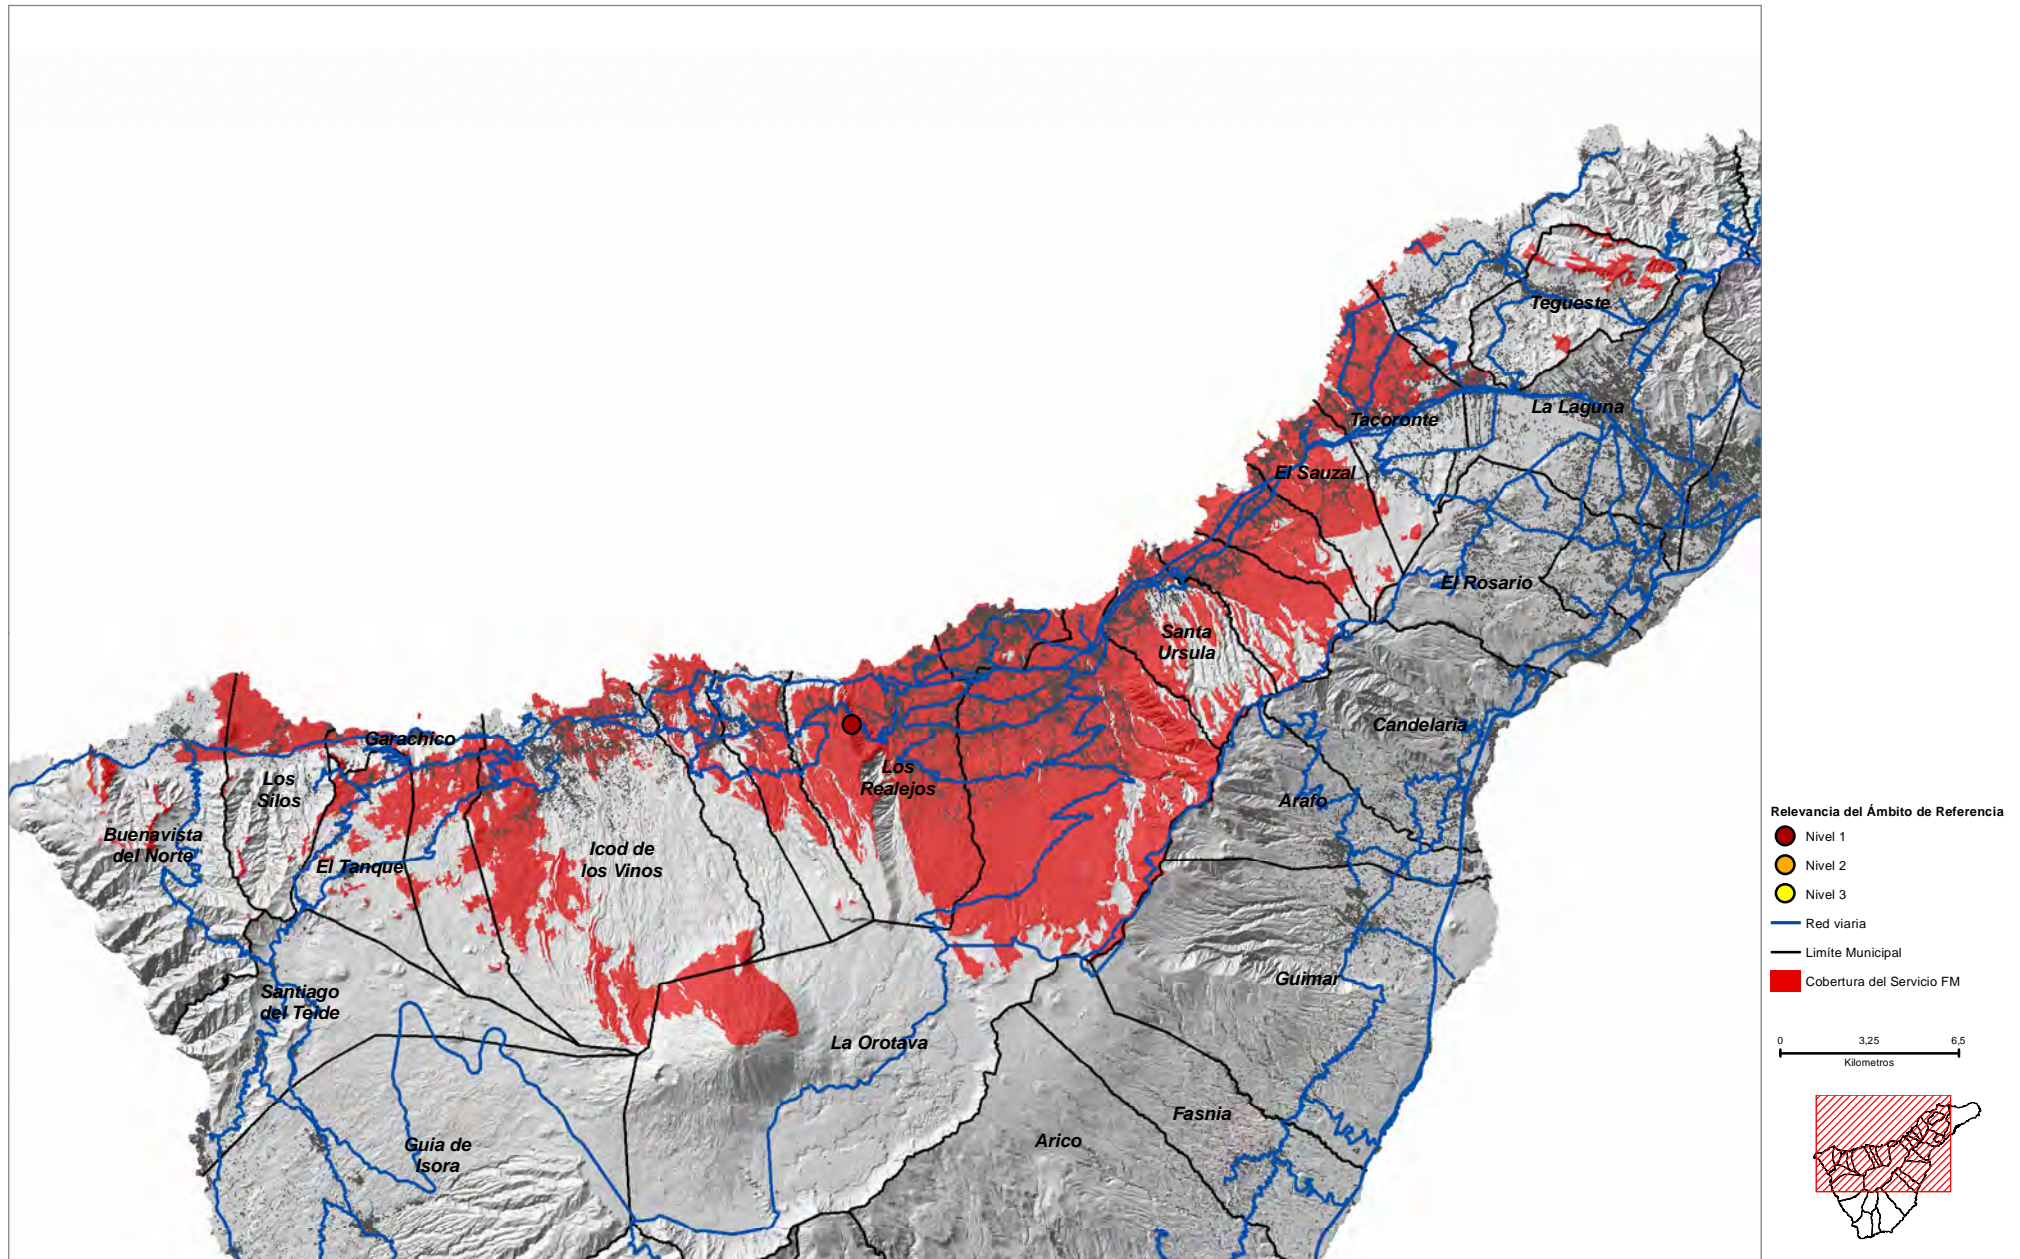 Tegueste
La Laguna
Tacoronte
El Sauzal
El Rosario
Santa
Ursula
Candelaria
Garachico
Los
Silos
Los
Realejos
Arafo
Buenavista
del Norte
El Tanque
Icod de
los Vinos
Guimar
Santiago
del Teide
La Orotava
Fasnia
Arico
Guia de
Isora
Relevancia del Ámbito de Referencia
Nivel 1
Nivel 2
Nivel 3
Red viaria
Limíte Municipal
Cobertura del Servicio FM
0 3,25 6,5
Kilometros